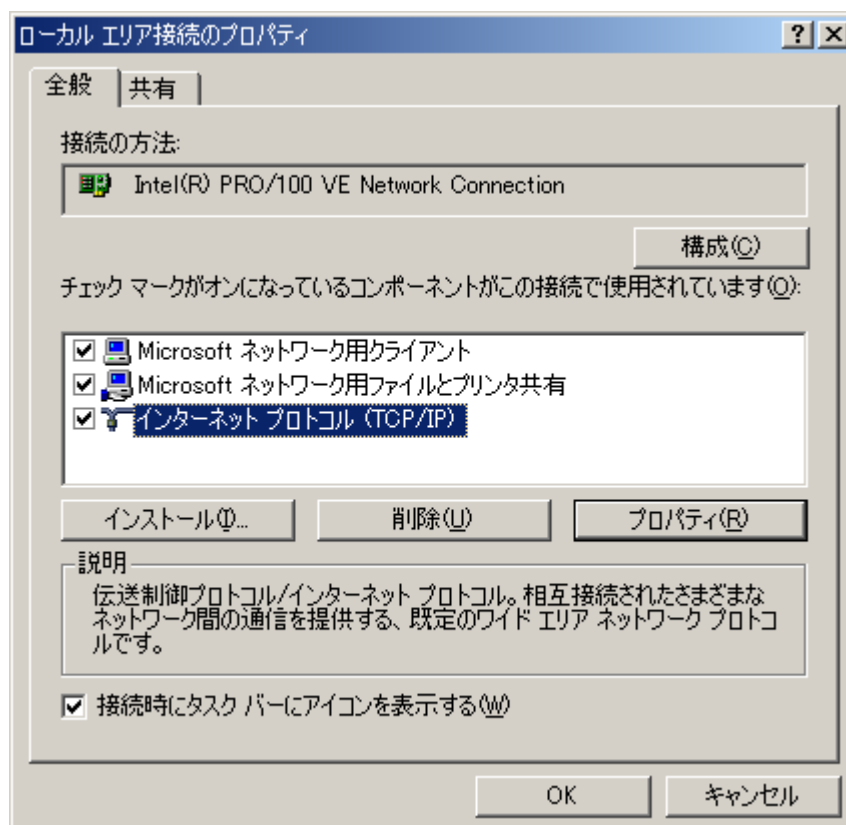 ローカル エリア接続のプロパティ
全般
共有
接続の方法:
Intel(R) PRO/100 VE Network Connection
構成(C)
チェック マークがオンになっているコンポーネントがこの接続で使用されています(O):
Microsoft ネットワーク用クライアント
Microsoft ネットワーク用ファイルとプリンタ共有
インターネット プロトコル (TCP/IP)
インストール(I)...
削除(U)
プロパティ(R)
説明
伝送制御プロトコル/インターネット プロトコル。相互接続されたさまざまな
ネットワーク間の通信を提供する、既定のワイド エリア ネットワーク プロトコ
ルです。
接続時にタスク バーにアイコンを表示する(W)
OK
キャンセル